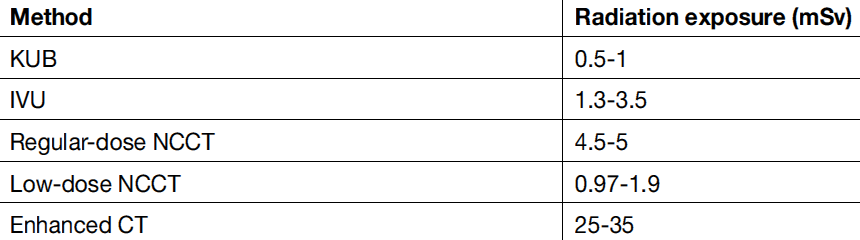 Method Radiation exposure (mSv)
KUB 0.5-1
IVU 1.3-3.5
Regular-dose NCCT 4.5-5
Low-dose NCCT 0.97-1.9
Enhanced CT 25-35